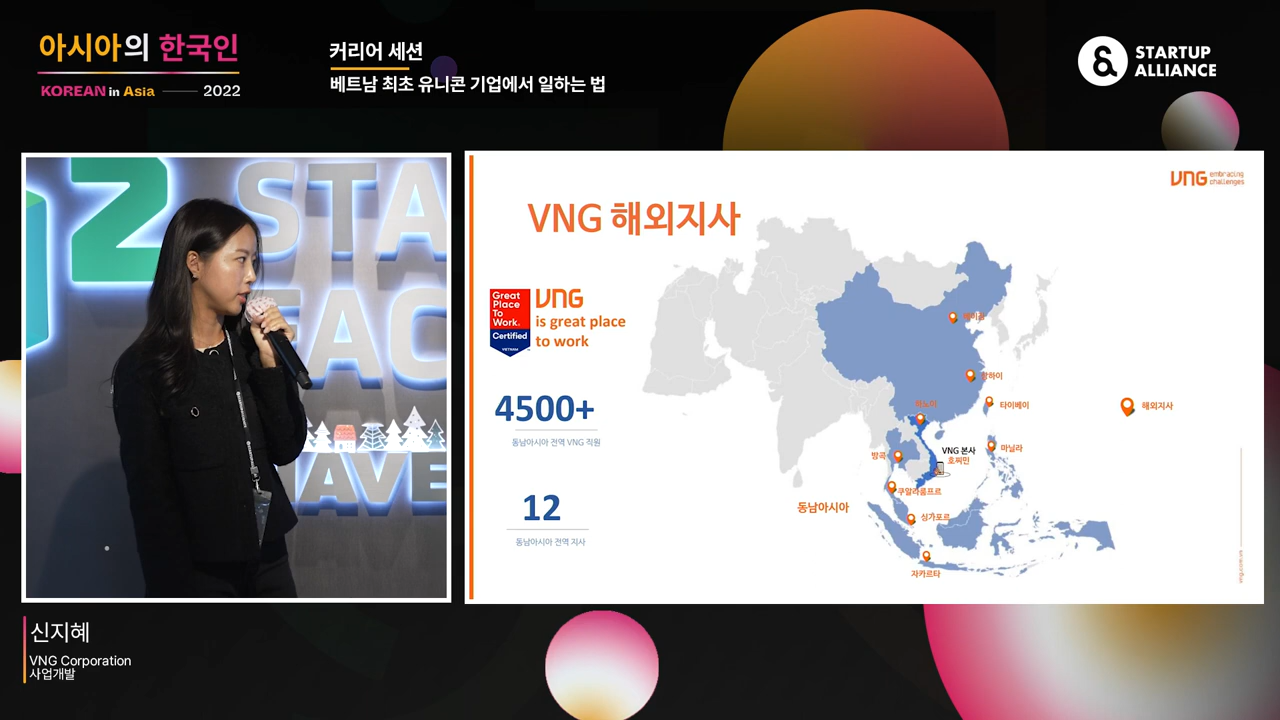 아시아의 한국인
KOREAN in Asia 2022
커리어 세션
베트남 최초 유니콘 기업에서 일하는 법
STARTUP
ALLIANCE
STA
FAC
AVE
신지혜
VNG Corporation
사업개발
VNG embracing
challenges
VNG 해외지사
Great
Place
To
Work.
Certified
VIETNAM
VNG
is great place
to work
4500+
동남아시아 전역 VNG 직원
12
동남아시아 전역 지사
상하이
하노이
타이베이
해외지사
방콕
VNG 본사
호찌민
마닐라
쿠알라룸프르
동남아시아
싱가포르
자카르타